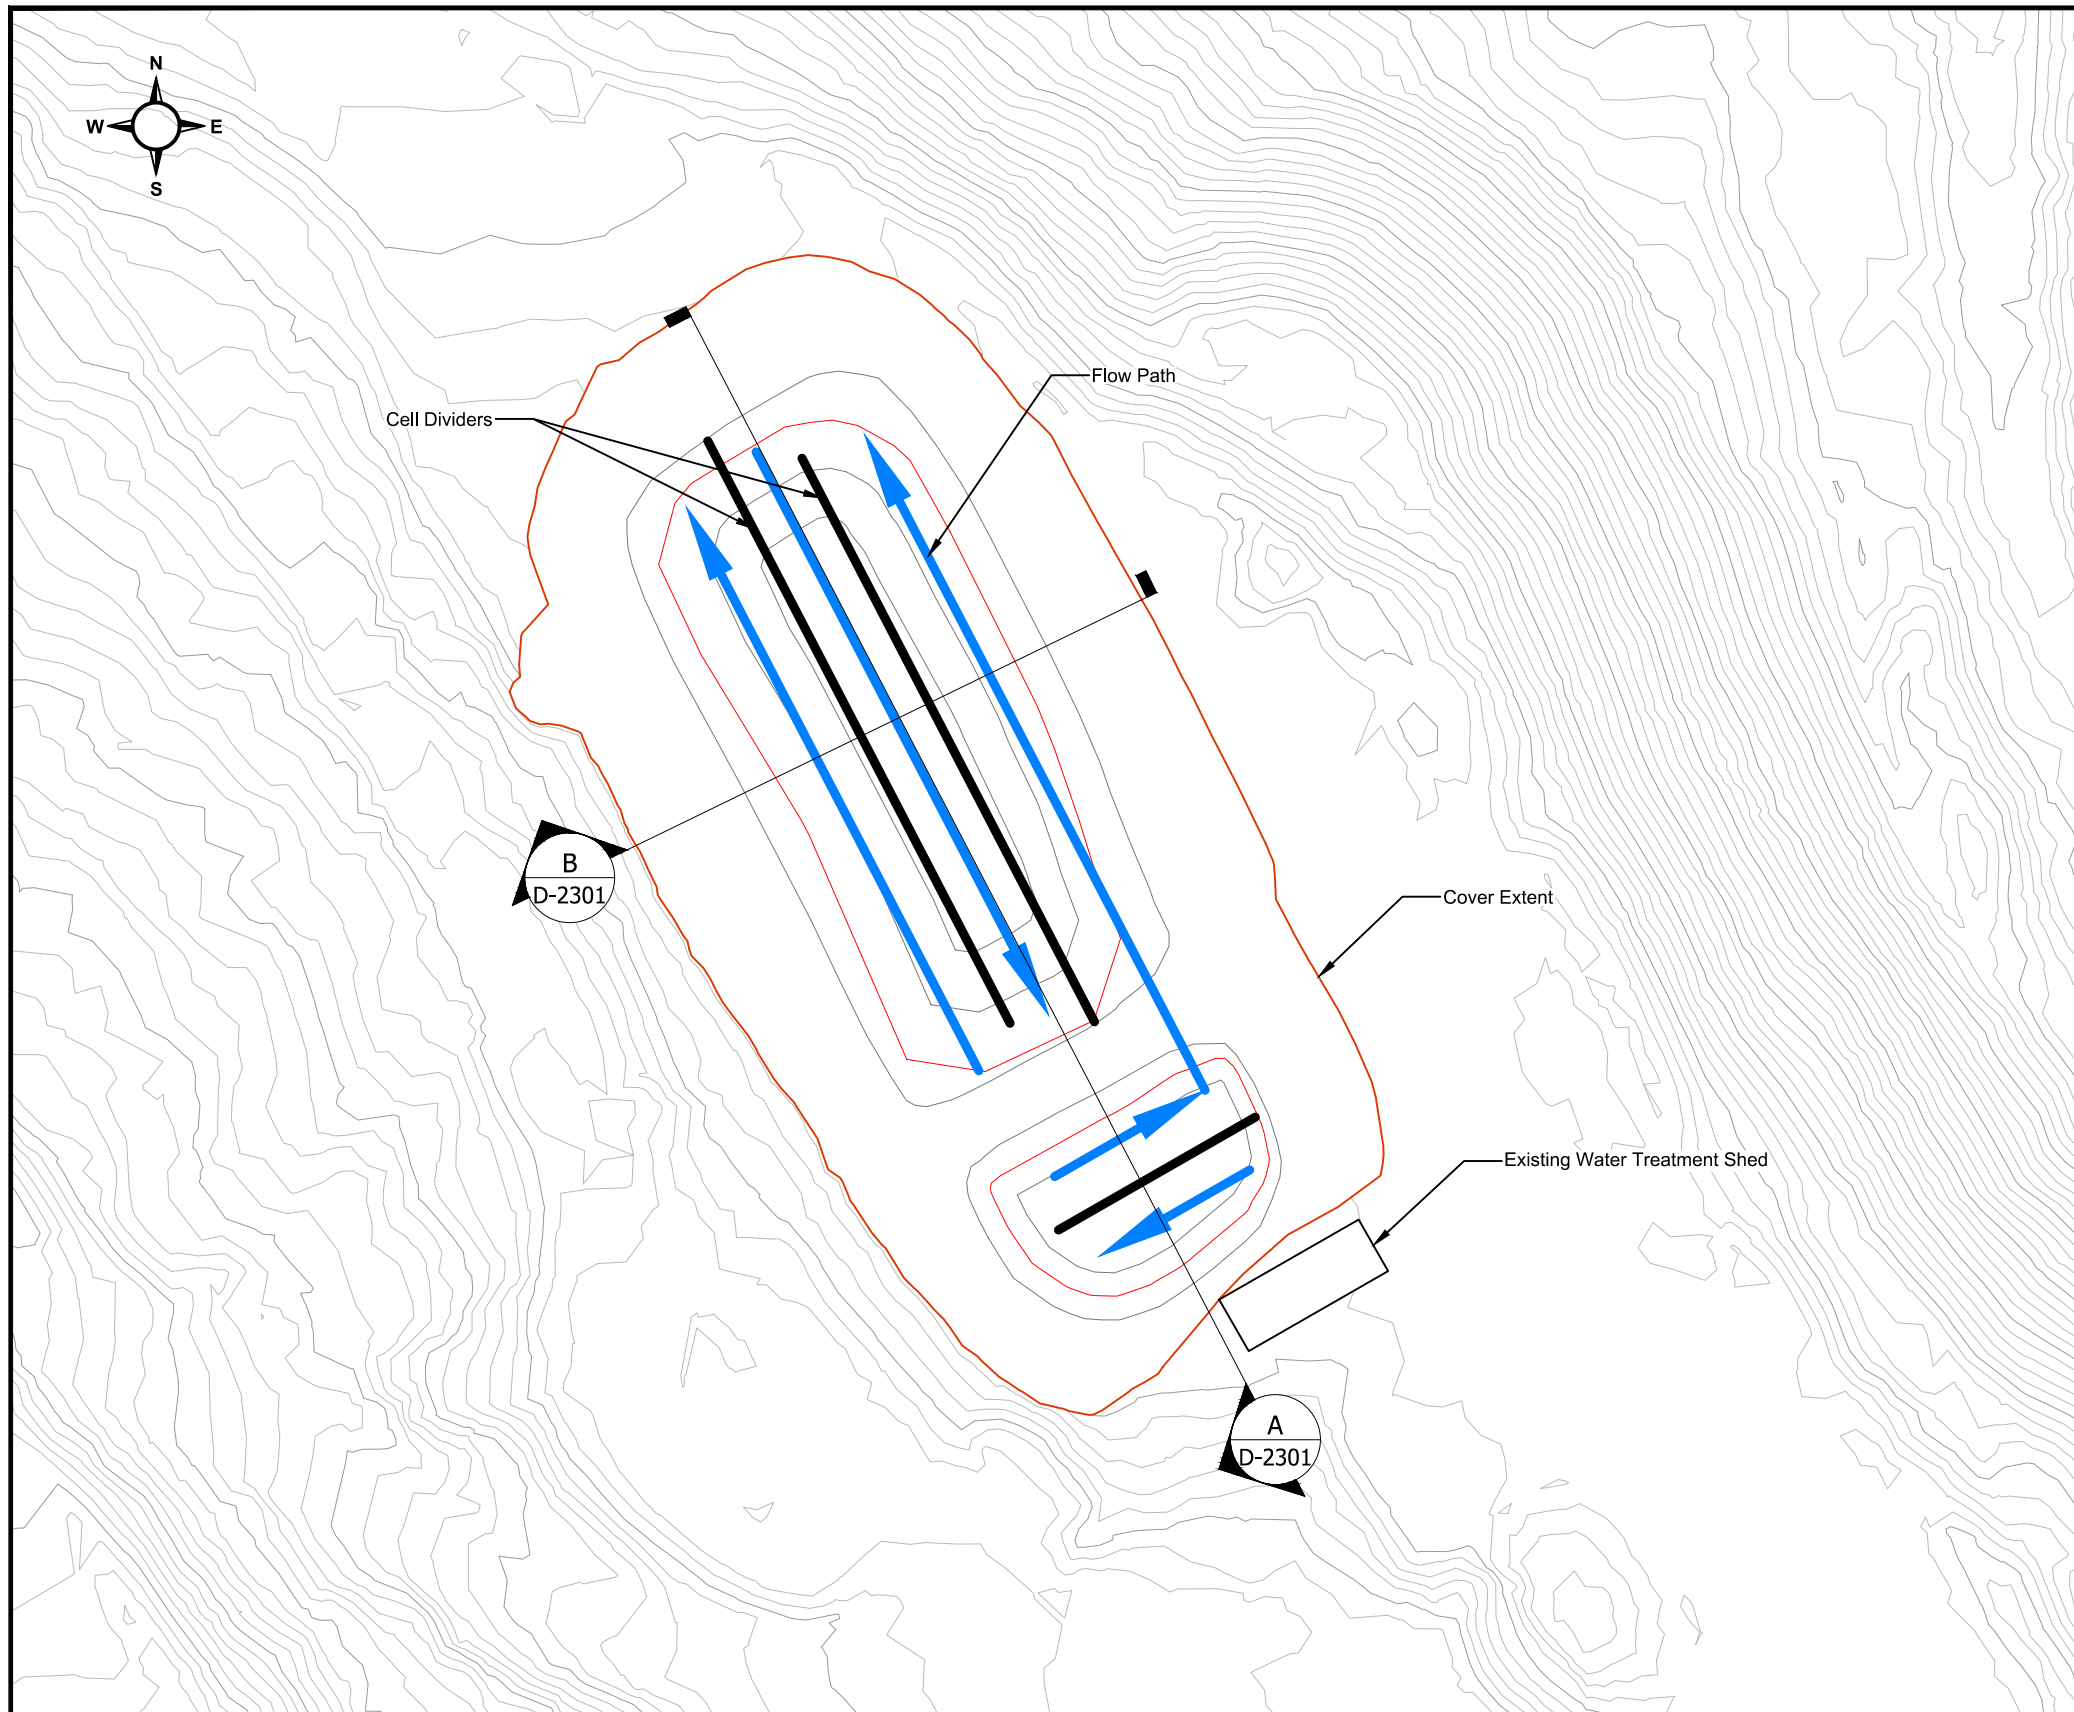 N
W E
S
Flow Path
Cell Dividers
B
D-2301
Cover Extent
Existing Water Treatment Shed
A
D-2301